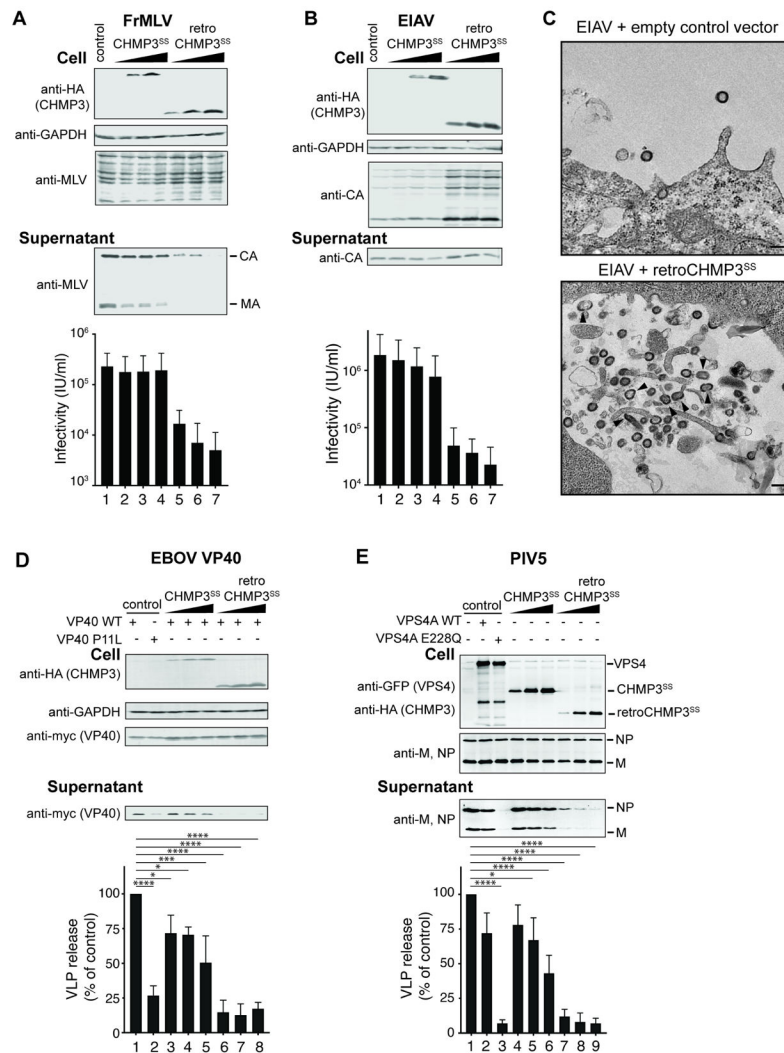 A
FrMLV
control
CHMP3SS
retro
CHMP3SS
Cell
anti-HA
(CHMP3)
anti-GAPDH
anti-MLV
Supernatant
anti-MLV
CA
MA
Infectivity (IU/ml)
10^6
10^5
10^4
10^3
1 2 3 4 5 6 7
B
EIAV
control
CHMP3SS
retro
CHMP3SS
Cell
anti-HA
(CHMP3)
anti-GAPDH
anti-CA
Supernatant
anti-CA
Infectivity (IU/ml)
10^6
10^5
10^4
1 2 3 4 5 6 7
C
EIAV + empty control vector
EIAV + retroCHMP3SS
D
EBOV VP40
control
CHMP3SS
retro
CHMP3SS
VP40 WT + + + + + + +
VP40 P11L +
Cell
anti-HA (CHMP3)
anti-GAPDH
anti-myc (VP40)
Supernatant
anti-myc (VP40)
****
****
****
***
*
*
****
VLP release
(% of control)
100
75
50
25
0
1 2 3 4 5 6 7 8
E
PIV5
control
CHMP3SS
retro
CHMP3SS
VPS4A WT - + - - - - - - -
VPS4A E228Q - - + - - - - - -
Cell
anti-GFP (VPS4)
anti-HA (CHMP3)
VPS4
CHMP3SS
retroCHMP3SS
anti-M, NP
NP
M
Supernatant
anti-M, NP
NP
M
****
****
****
****
*
****
VLP release
(% of control)
100
75
50
25
0
1 2 3 4 5 6 7 8 9